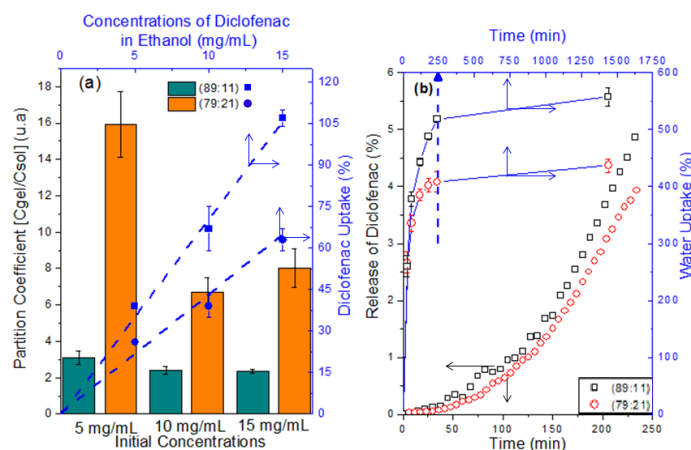 Concentrations of Diclofenac
in Ethanol (mg/mL)
0 5 10 15
(a)
(89:11)
(79:21)
Partition Coefficient [Cgel/Csol] (u.a)
18
16
14
12
10
8
6
4
2
0
120
105
90
75
60
45
30
15
0
Diclofenac Uptake (%)
5 mg/mL 10 mg/mL 15 mg/mL
Initial Concentrations
Time (min)
0 250 500 750 1000 1250 1500 1750
(b)
Release of Diclofenac (%)
6
5
4
3
2
1
0
600
500
400
300
200
100
0
Water Uptake (%)
(89:11)
(79:21)
0 50 100 150 200 250
Time (min)